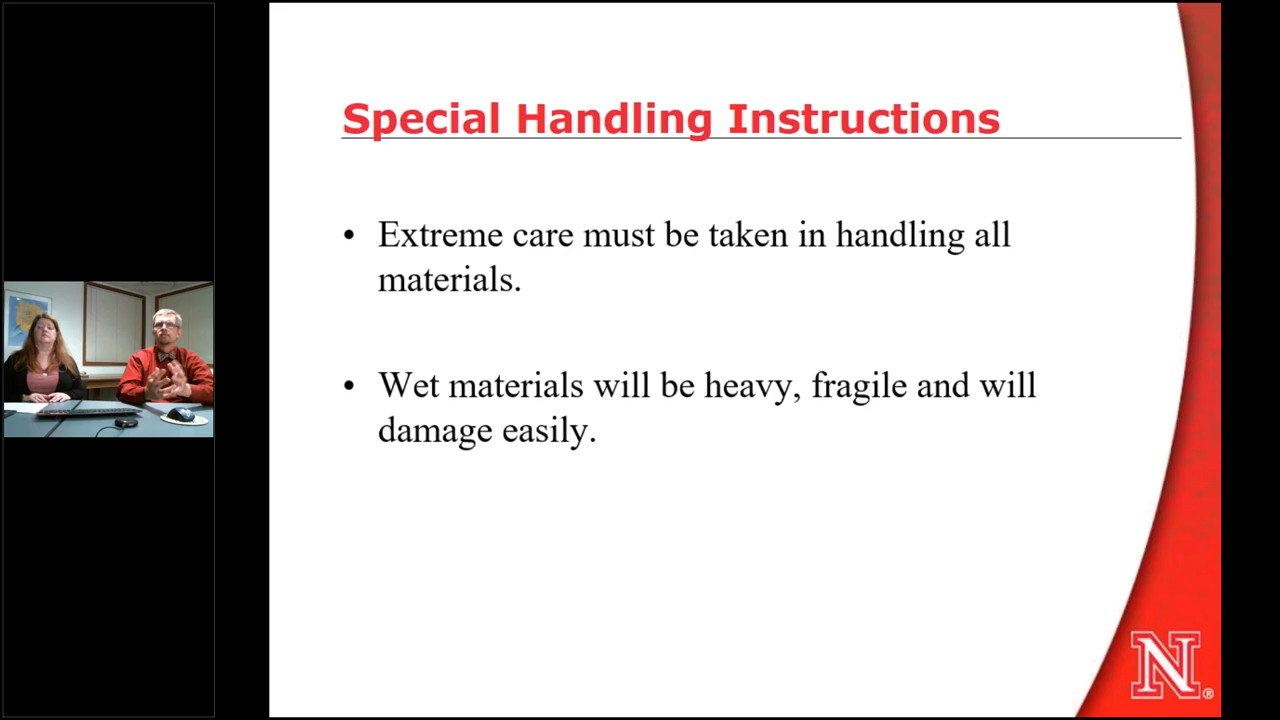 Special Handling Instructions
• Extreme care must be taken in handling all
materials.
• Wet materials will be heavy, fragile and will
damage easily.
N®